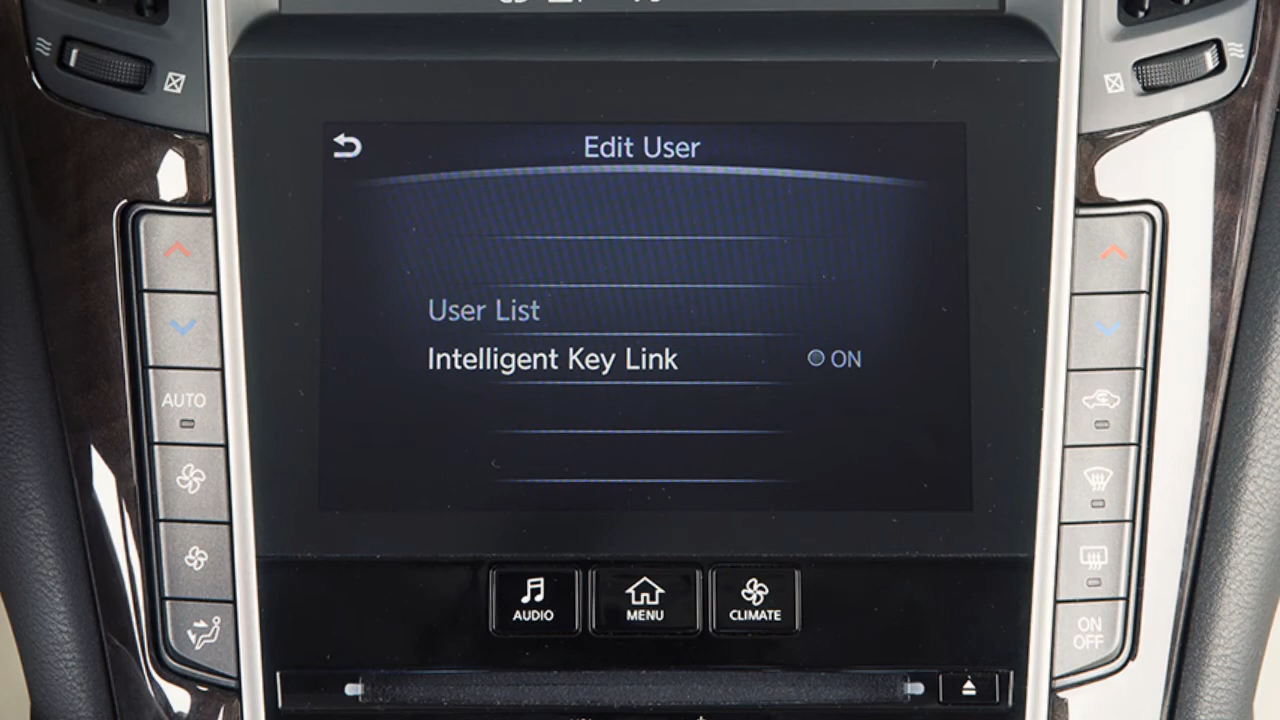 Edit User
User List
Intelligent Key Link ON
AUTO
AUDIO
MENU
CLIMATE
ON
OFF